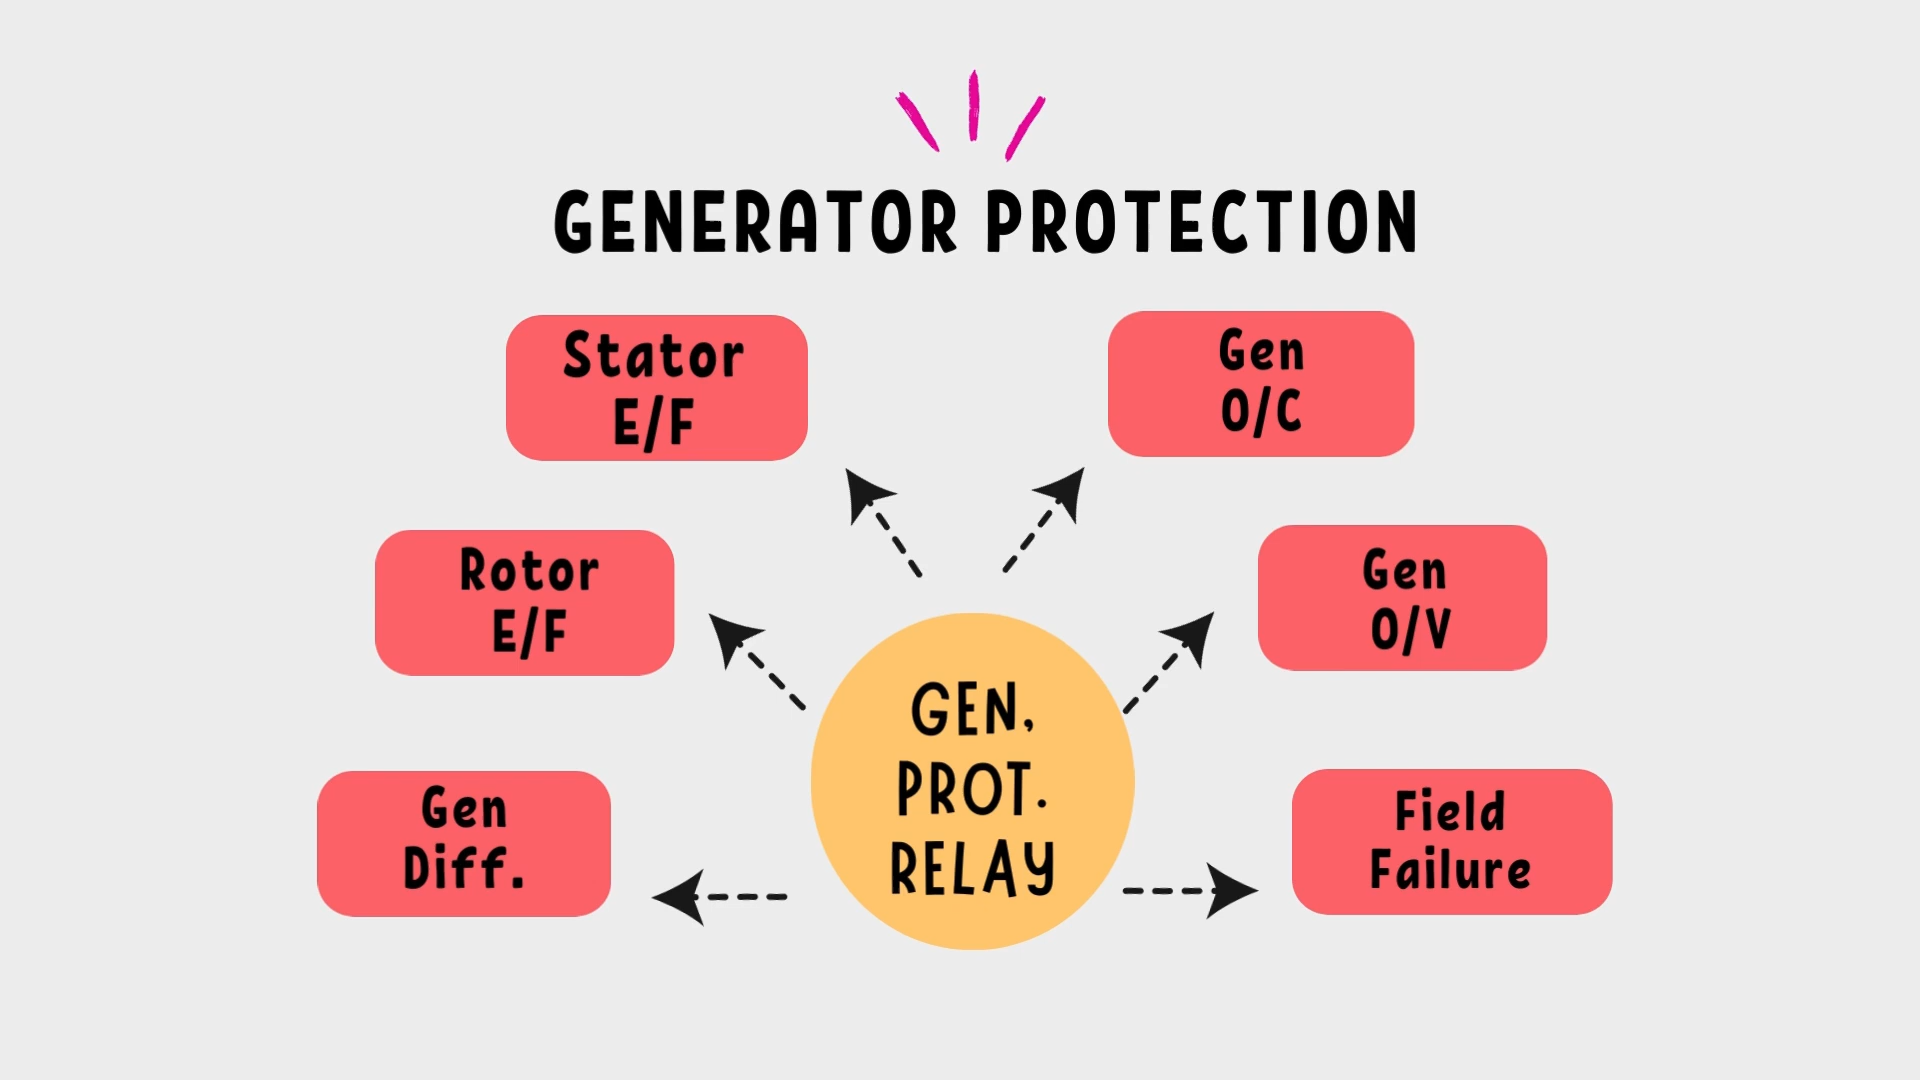 GENERATOR PROTECTION
Stator
E/F
Gen
O/C
Rotor
E/F
Gen
O/V
Gen
Diff.
GEN,
PROT.
RELAY
Field
Failure